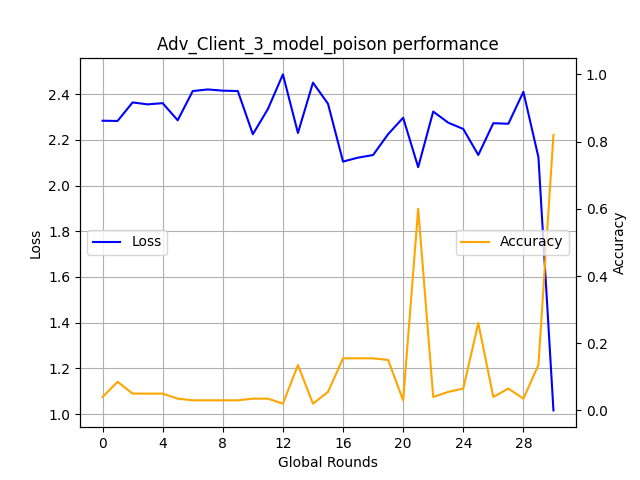 Adv_Client_3_model_poison performance
Loss
2.4
2.2
2.0
1.8
1.6
1.4
1.2
1.0
Loss
Accuracy
1.0
0.8
0.6
0.4
0.2
0.0
Accuracy
0 4 8 12 16 20 24 28
Global Rounds